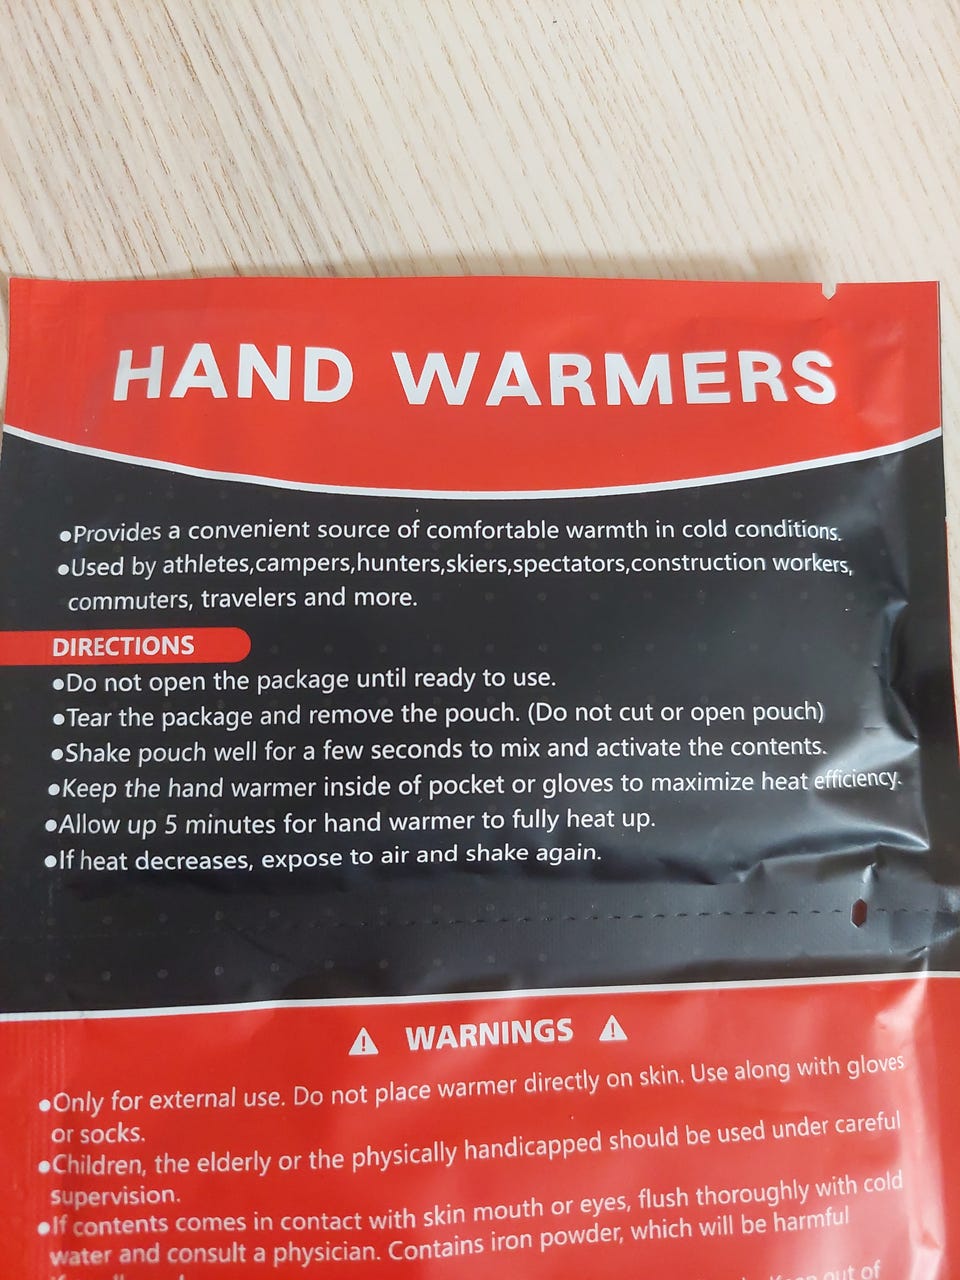 HAND WARMERS
●Provides a convenient source of comfortable warmth in cold conditions.
●Used by athletes,campers,hunters,skiers,spectators,construction workers,
commuters, travelers and more.
DIRECTIONS
●Do not open the package until ready to use.
●Tear the package and remove the pouch. (Do not cut or open pouch)
●Shake pouch well for a few seconds to mix and activate the contents.
●Keep the hand warmer inside of pocket or gloves to maximize heat efficiency.
●Allow up 5 minutes for hand warmer to fully heat up.
●If heat decreases, expose to air and shake again.
WARNINGS
●Only for external use. Do not place warmer directly on skin. Use along with gloves
or socks.
●Children, the elderly or the physically handicapped should be used under careful
supervision.
●If contents comes in contact with skin mouth or eyes, flush thoroughly with cold
water and consult a physician. Contains iron powder, which will be harmful
out of